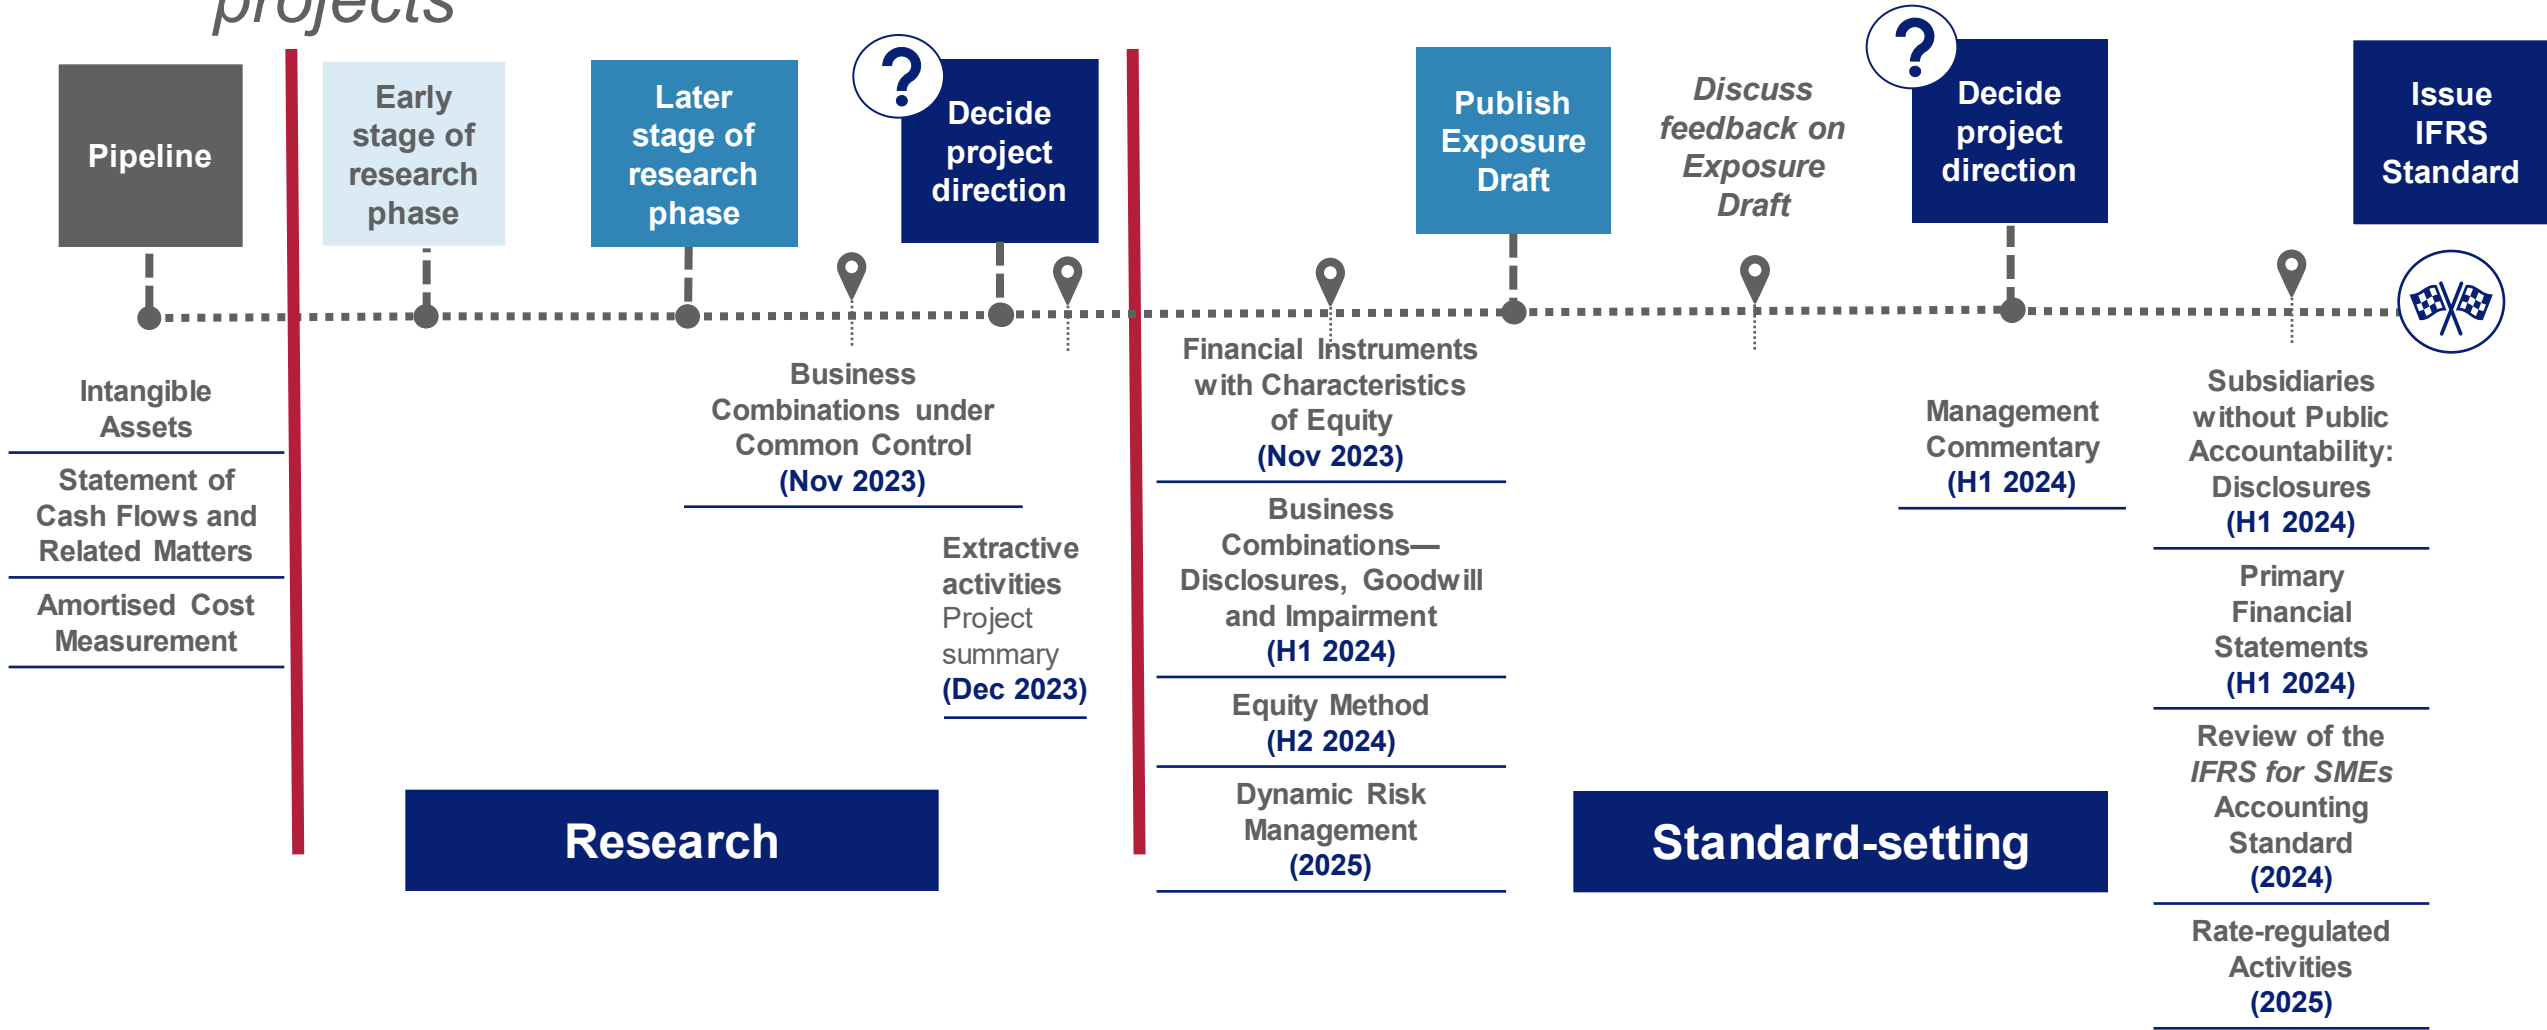 projects
Pipeline
Early
stage of
research
phase
Later
stage of
research
phase
?
Decide
project
direction
Publish
Exposure
Draft
Discuss
feedback on
Exposure
Draft
?
Decide
project
direction
Issue
IFRS
Standard
Intangible
Assets
Statement of
Cash Flows and
Related Matters
Amortised Cost
Measurement
Business
Combinations under
Common Control
(Nov 2023)
Extractive
activities
Project
summary
(Dec 2023)
Research
Financial Instruments
with Characteristics
of Equity
(Nov 2023)
Business
Combinations—
Disclosures, Goodwill
and Impairment
(H1 2024)
Equity Method
(H2 2024)
Dynamic Risk
Management
(2025)
Management
Commentary
(H1 2024)
Standard-setting
Subsidiaries
without Public
Accountability:
Disclosures
(H1 2024)
Primary
Financial
Statements
(H1 2024)
Review of the
IFRS for SMEs
Accounting
Standard
(2024)
Rate-regulated
Activities
(2025)